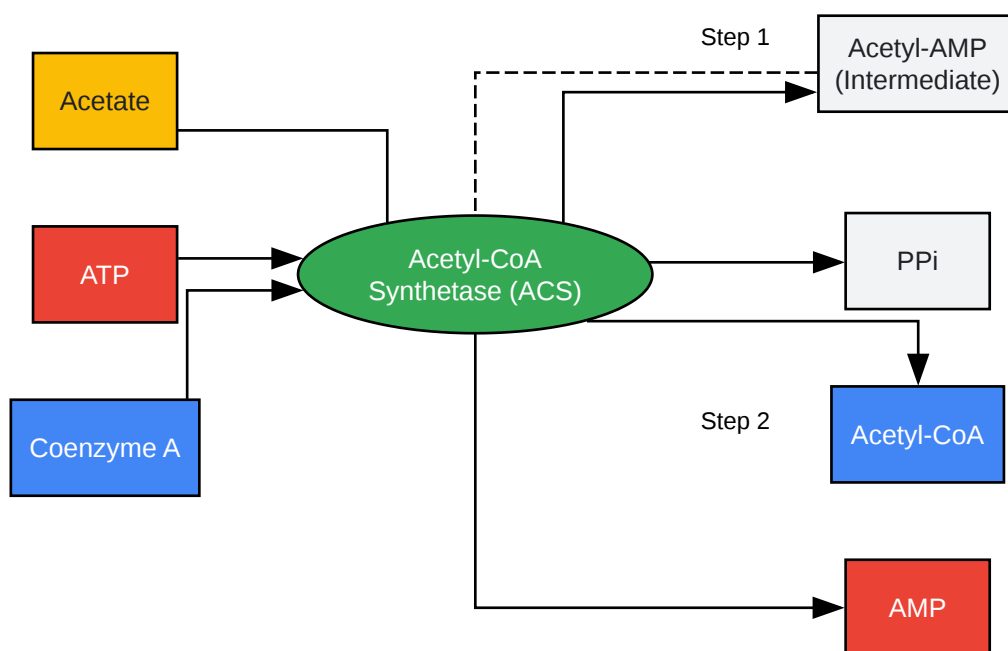 Step 1
Acetyl-AMP
(Intermediate)
Acetate
ATP
Acetyl-CoA
Synthetase (ACS)
PPi
Coenzyme A
Step 2
Acetyl-CoA
AMP